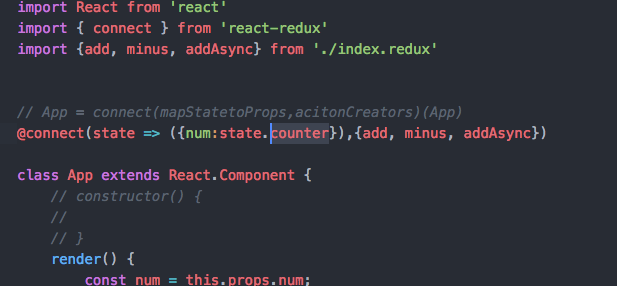 import React from 'react'
import { connect } from 'react-redux'
import {add, minus, addAsync} from './index.redux'
// App = connect(mapStatetoProps,acitonCreators)(App)
@connect(state => ({num:state.counter}),{add, minus, addAsync})
class App extends React.Component {
// constructor() {
//
// }
render() {
const num = this.props.num;